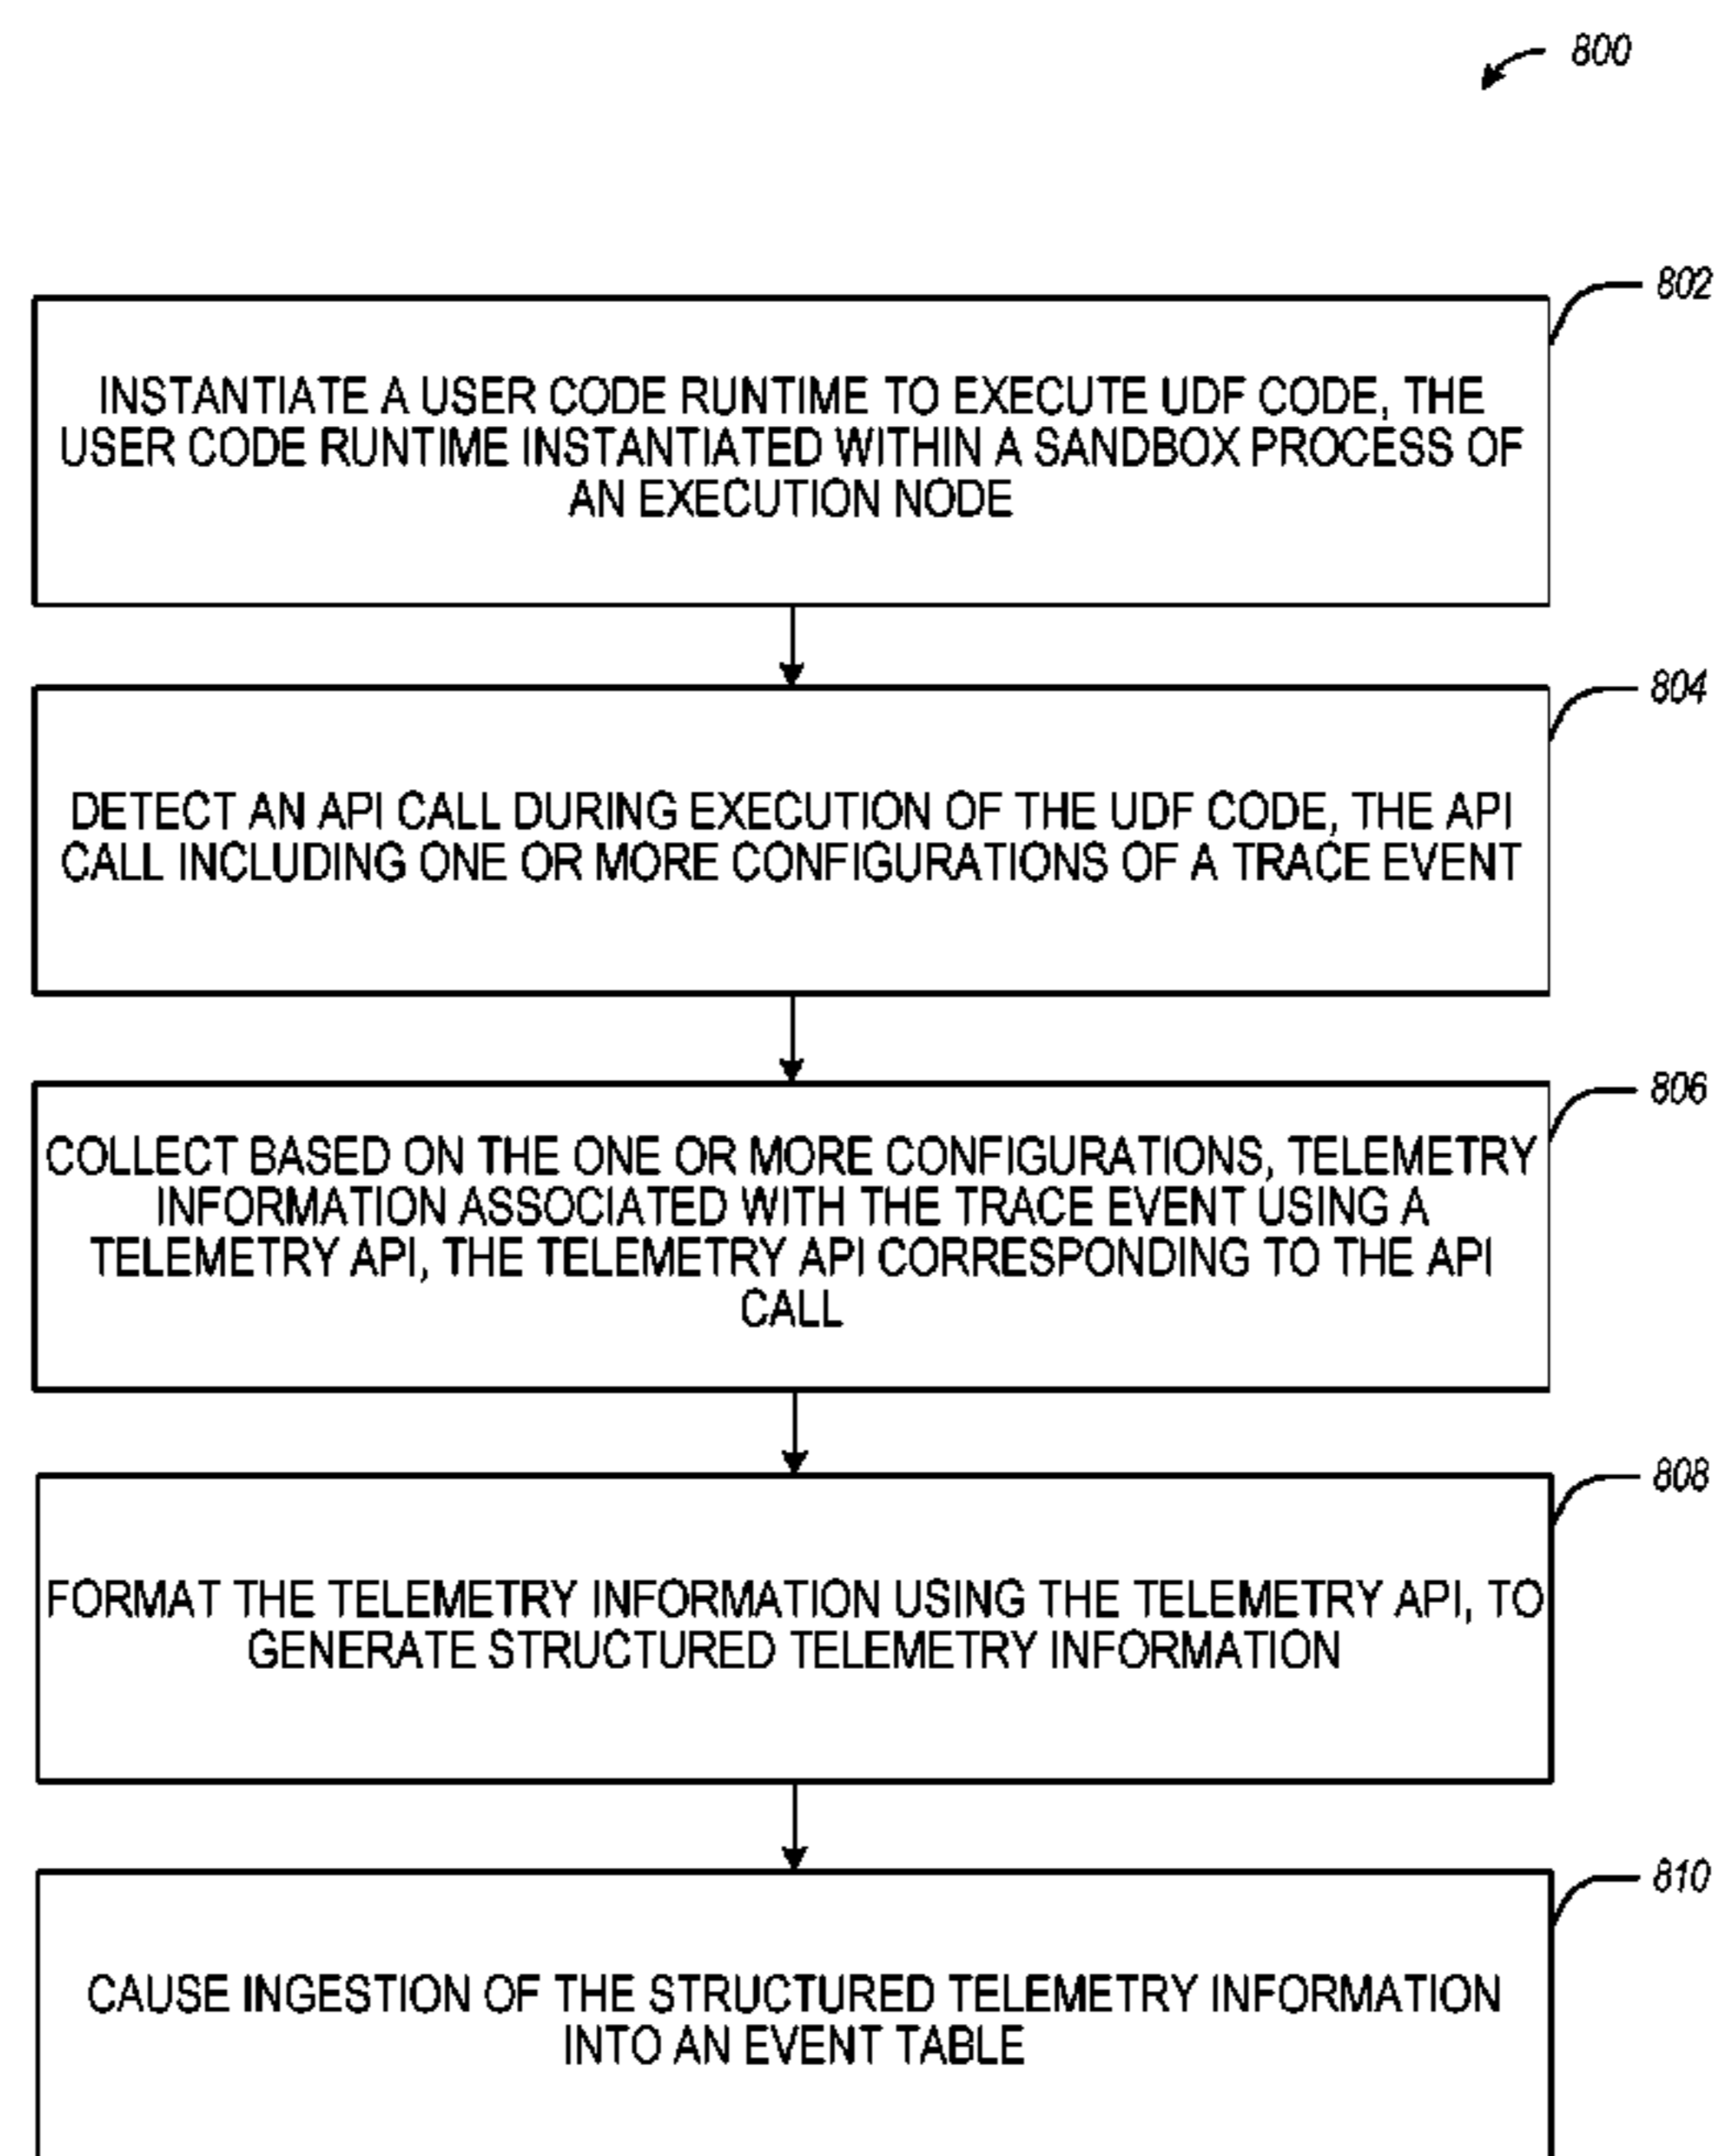 800
802
INSTANTIATE A USER CODE RUNTIME TO EXECUTE UDF CODE, THE
USER CODE RUNTIME INSTANTIATED WITHIN A SANDBOX PROCESS OF
AN EXECUTION NODE
804
DETECT AN API CALL DURING EXECUTION OF THE UDF CODE, THE API
CALL INCLUDING ONE OR MORE CONFIGURATIONS OF A TRACE EVENT
806
COLLECT BASED ON THE ONE OR MORE CONFIGURATIONS, TELEMETRY
INFORMATION ASSOCIATED WITH THE TRACE EVENT USING A
TELEMETRY API, THE TELEMETRY API CORRESPONDING TO THE API
CALL
808
FORMAT THE TELEMETRY INFORMATION USING THE TELEMETRY API, TO
GENERATE STRUCTURED TELEMETRY INFORMATION
810
CAUSE INGESTION OF THE STRUCTURED TELEMETRY INFORMATION
INTO AN EVENT TABLE